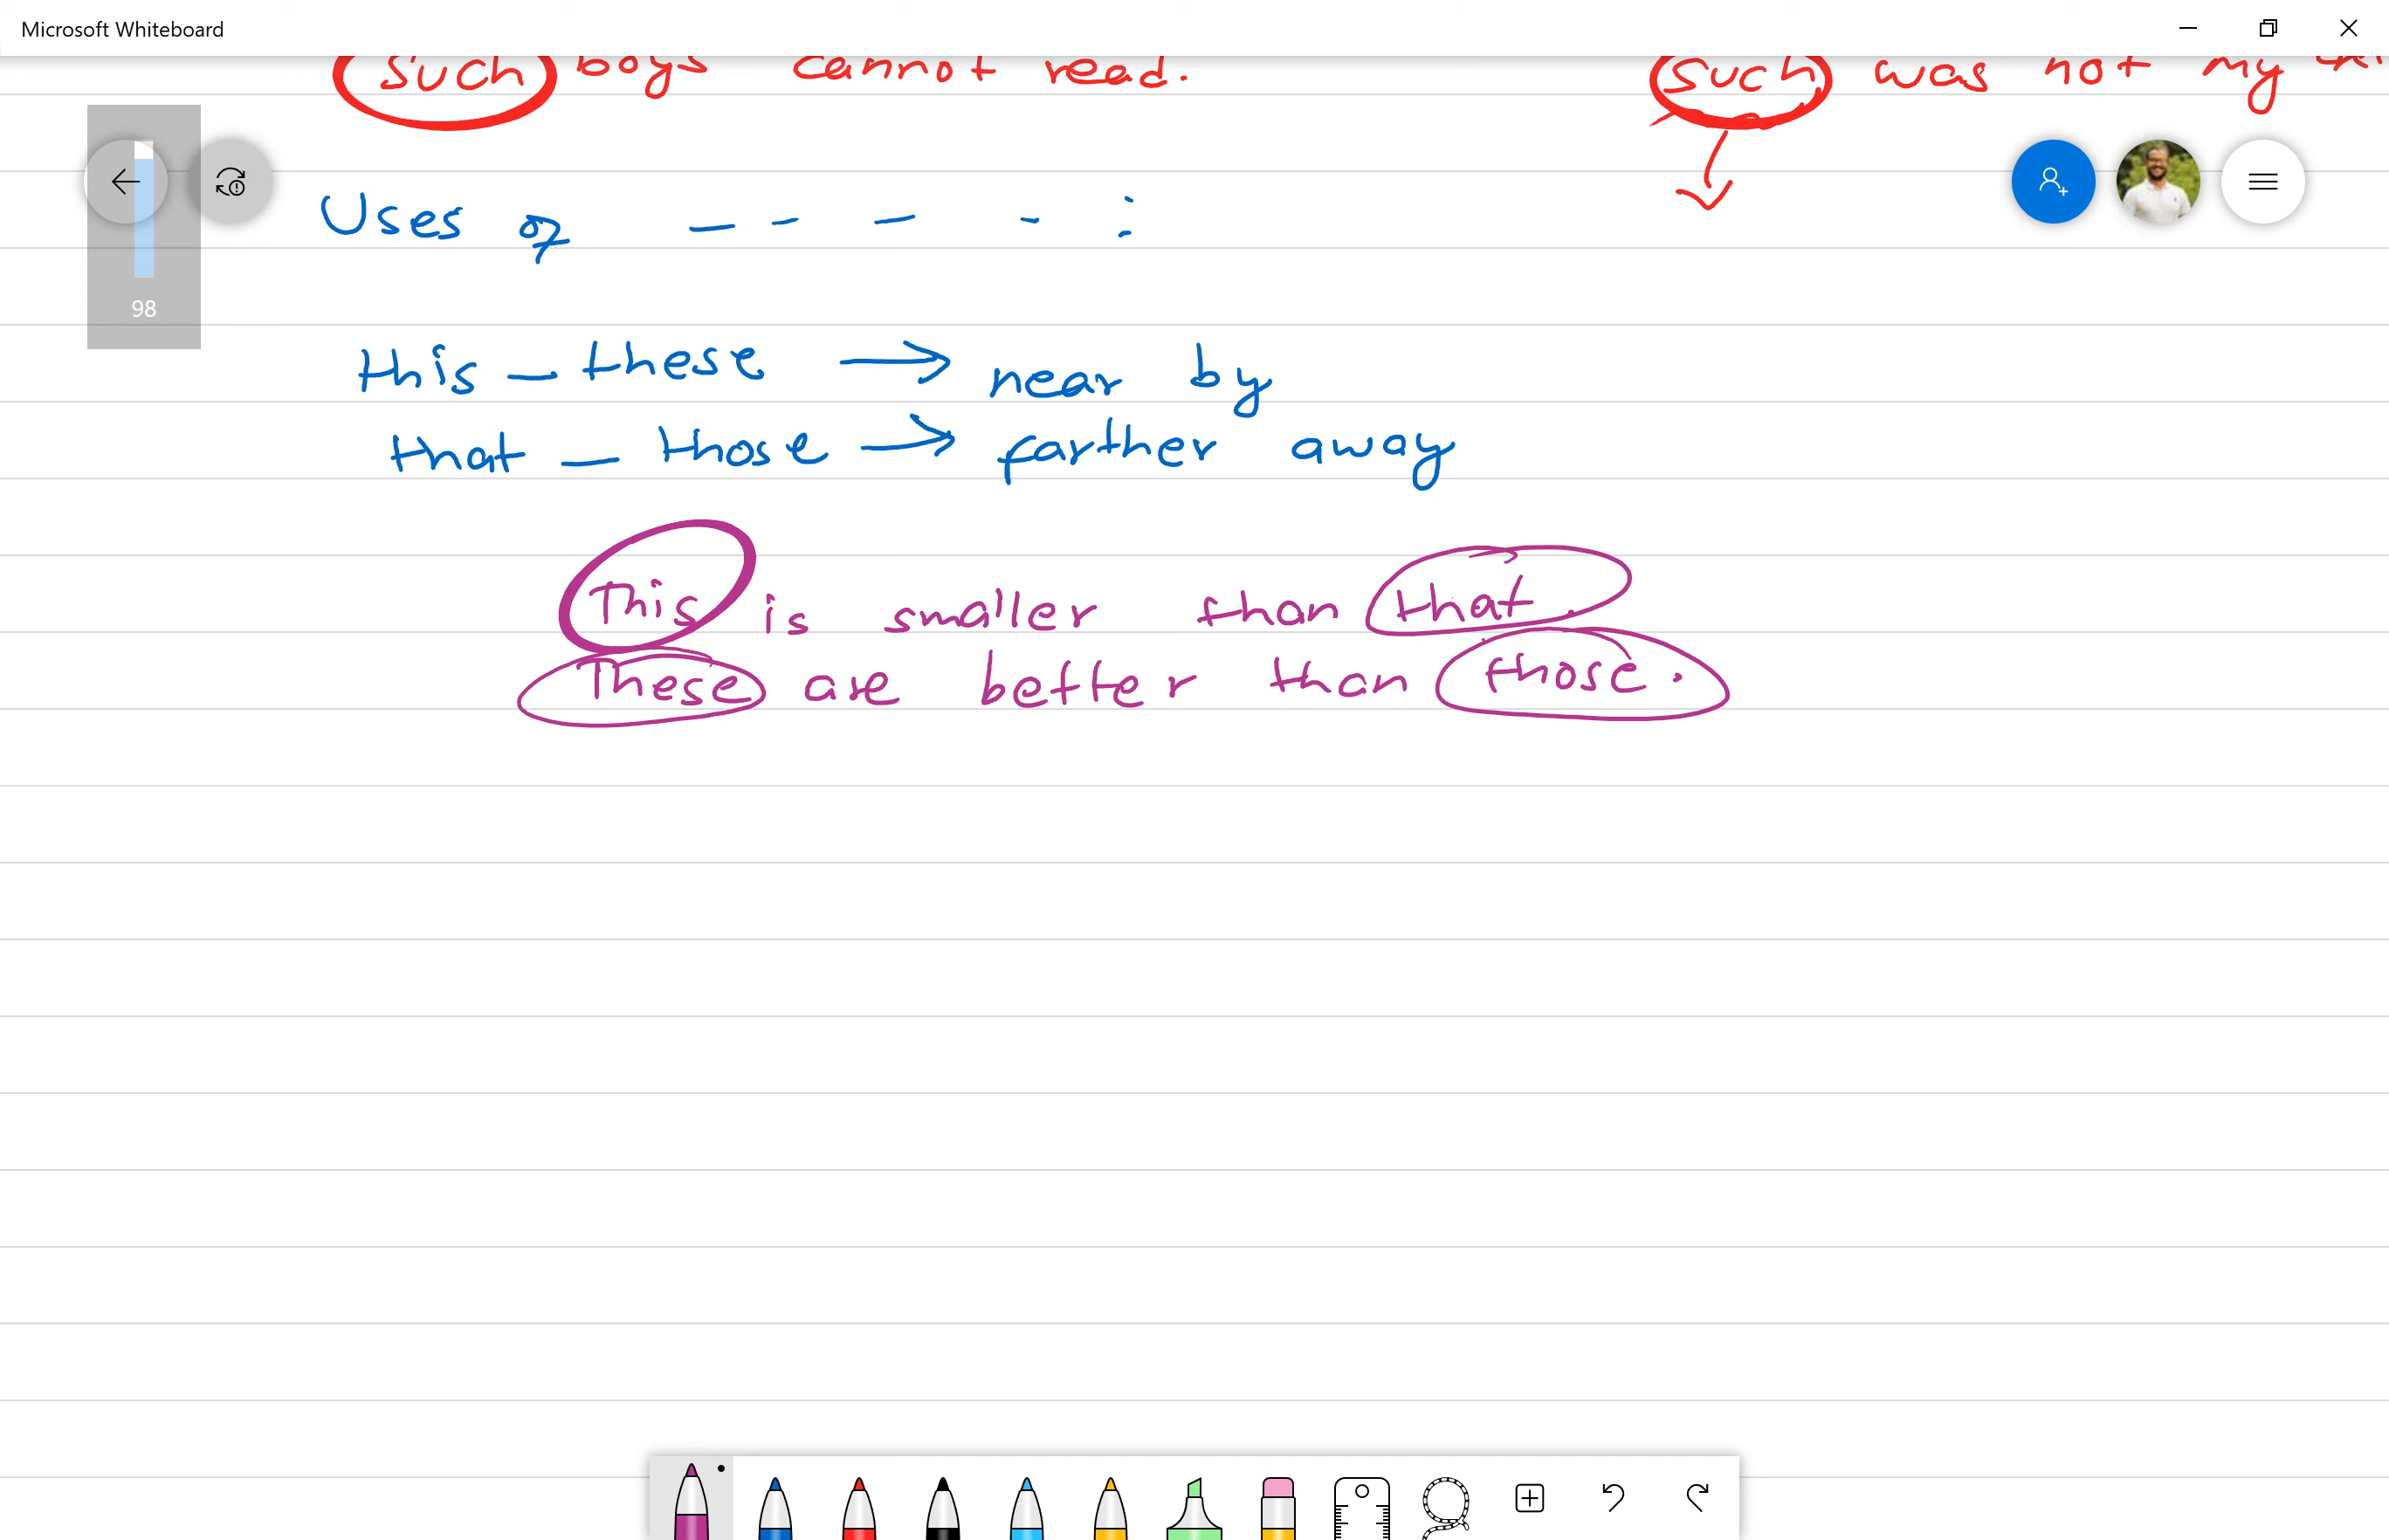 Microsoft Whiteboard
such boys cannot read. such was not my
98
Uses of - - - - :
this - these → near by
that - those → farther away
This is smaller than that.
These are better than those.